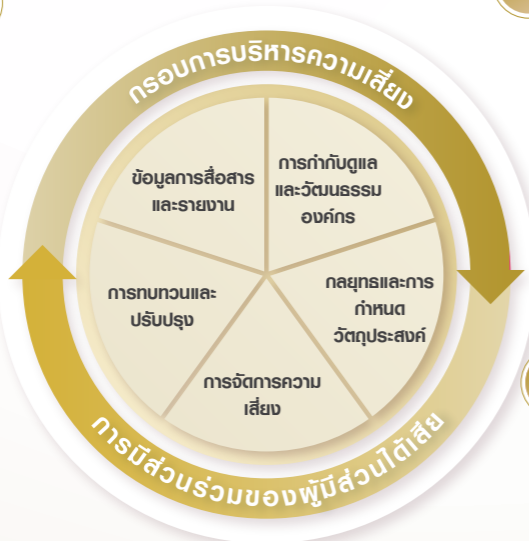 กรอบการบริหารความเสี่ยง
การกำกับดูแล
และวัฒนธรรม
องค์กร
กลยุทธและการ
กำหนด
วัตถุประสงค์
การจัดการความ
เสี่ยง
การทบทวนและ
ปรับปรุง
ข้อมูลการสื่อสาร
และรายงาน
การมีส่วนร่วมของผู้มีส่วนได้เสีย